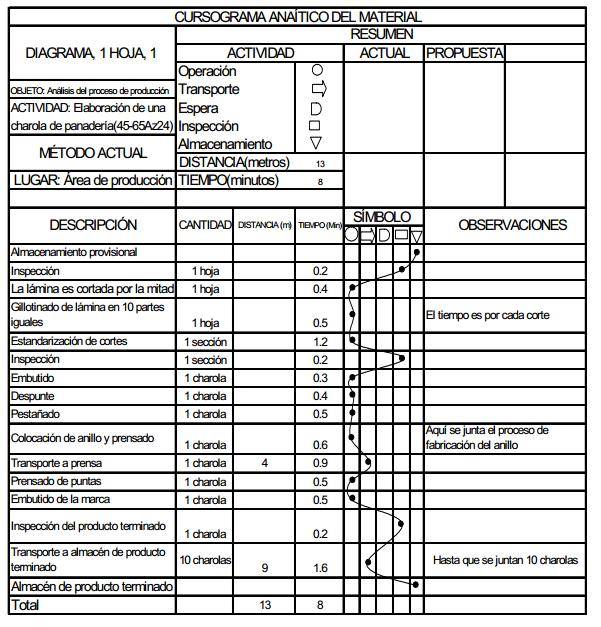 CURSOGRAMA ANAÍTICO DEL MATERIAL
DIAGRAMA, 1 HOJA, 1
RESUMEN
ACTIVIDAD ACTUAL PROPUESTA
Operación
OBJETO: Análisis del proceso de producción
Transporte
ACTIVIDAD: Elaboración de una
charola de panadería(45-65Az24)
Espera
Inspección
Almacenamiento
MÉTODO ACTUAL
DISTANCIA(metros) 13
LUGAR: Área de producción TIEMPO(minutos) 8
DESCRIPCIÓN CANTIDAD DISTANCIA (m) TIEMPO (Min) SÍMBOLO OBSERVACIONES
Almacenamiento provisional
Inspección 1 hoja 0.2
La lámina es cortada por la mitad 1 hoja 0.4
Gillotinado de lámina en 10 partes
iguales 1 hoja 0.5 El tiempo es por cada corte
Estandarización de cortes 1 sección 1.2
Inspección 1 sección 0.2
Embutido 1 charola 0.3
Despunte 1 charola 0.4
Pestañado 1 charola 0.5
Colocación de anillo y prensado 1 charola 0.6 Aqui se junta el proceso de
fabricación del anillo
Transporte a prensa 1 charola 4 0.9
Prensado de puntas 1 charola 0.5
Embutido de la marca 1 charola 0.5
Inspección del producto terminado 1 charola 0.2
Transporte a almacén de producto
terminado 10 charolas 9 1.6 Hasta que se juntan 10 charolas
Almacén de producto terminado
Total 13 8